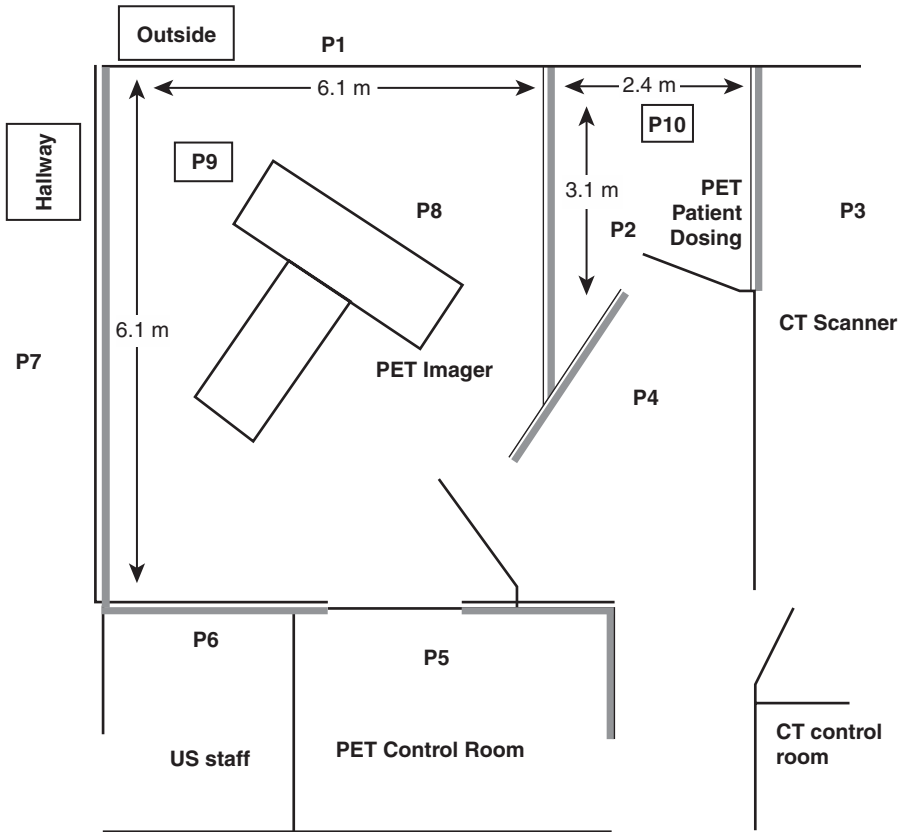 Outside
P1
6.1 m
2.4 m
P10
Hallway
P9
3.1 m
PET
Patient
Dosing
P8
P2
P3
6.1 m
CT Scanner
P7
PET Imager
P4
P6
P5
US staff
PET Control Room
CT control
room